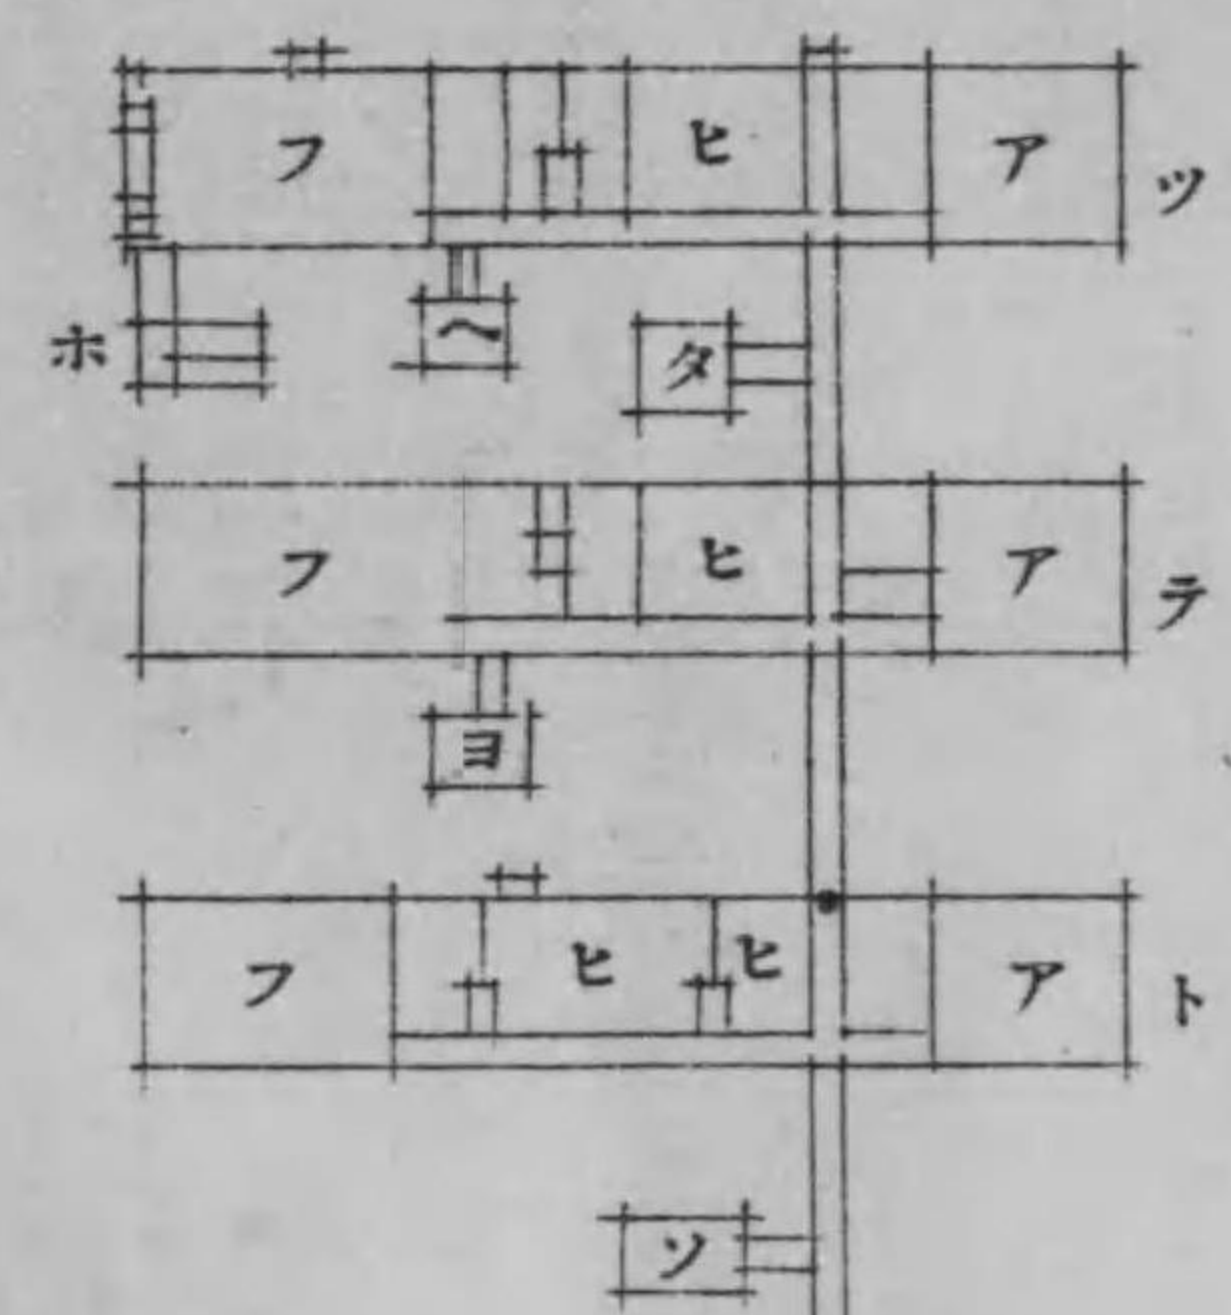 フ ヒ ア ツ
ホ ヘ タ
フ ヒ ア テ
ヨ
フ ヒ ヒ ア ト
ソ